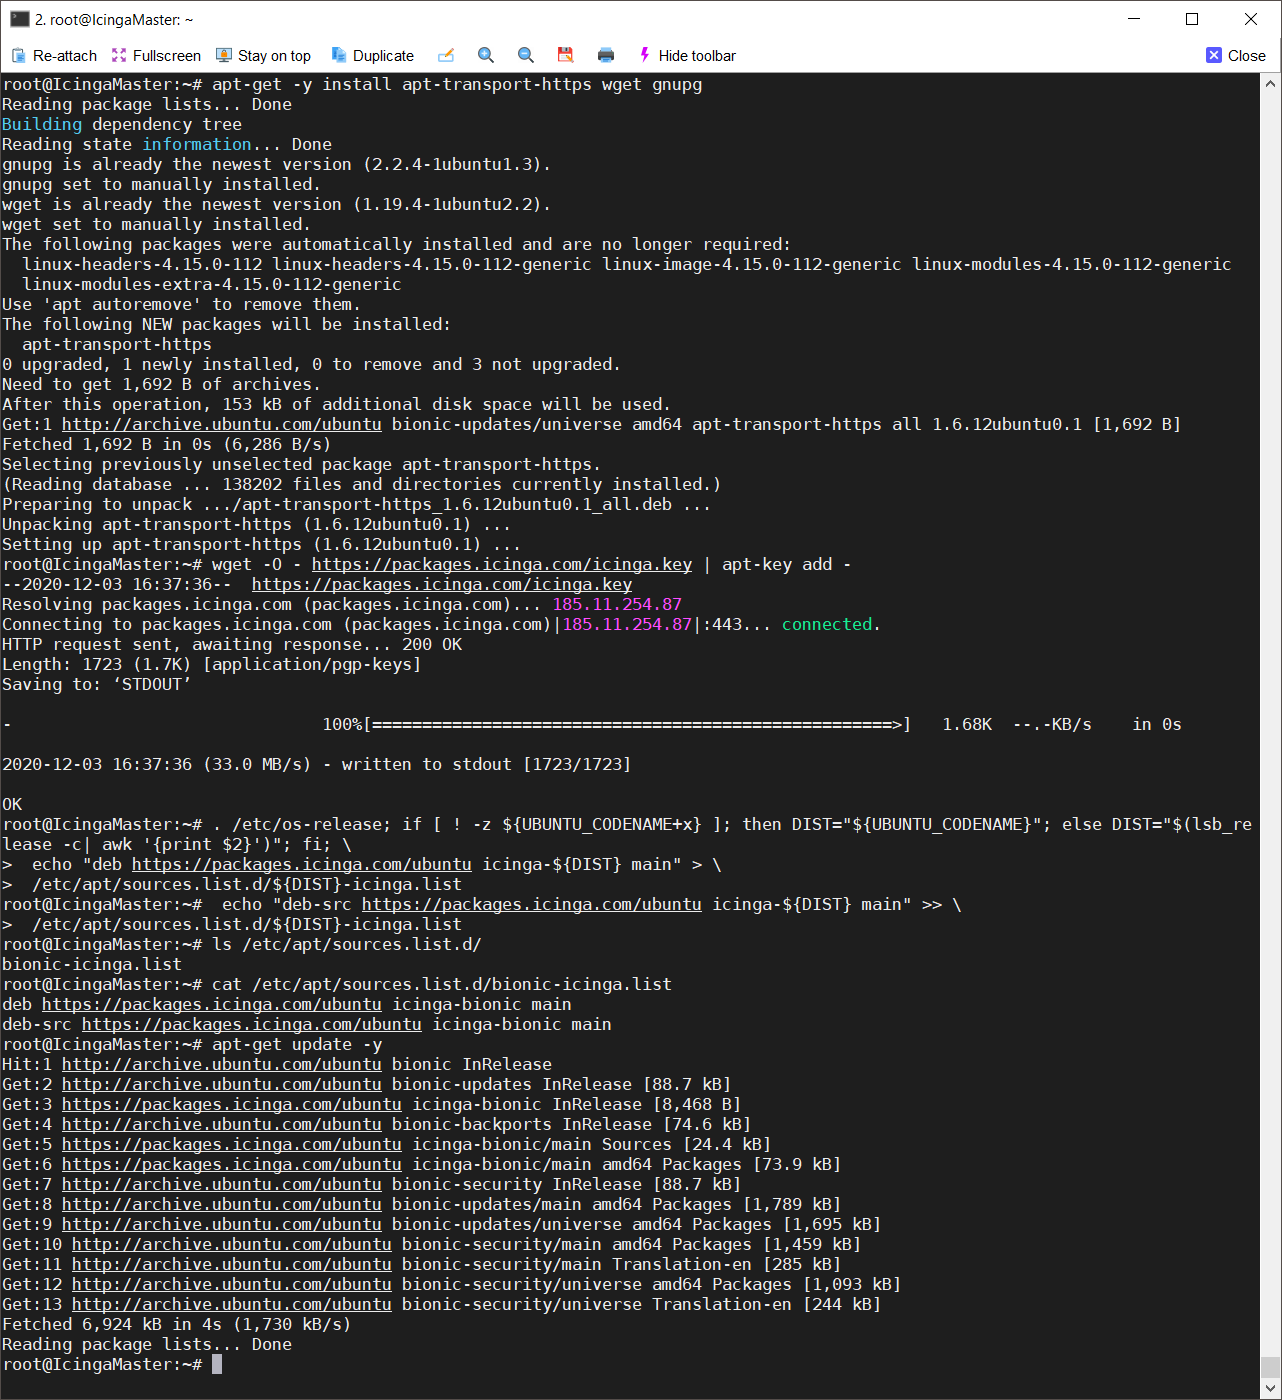 2. root@IcingaMaster: ~
Re-attach Fullscreen Stay on top Duplicate Hide toolbar Close
root@IcingaMaster:~# apt-get -y install apt-transport-https wget gnupg
Reading package lists... Done
Building dependency tree
Reading state information... Done
gnupg is already the newest version (2.2.4-1ubuntu1.3).
gnupg set to manually installed.
wget is already the newest version (1.19.4-1ubuntu2.2).
wget set to manually installed.
The following packages were automatically installed and are no longer required:
  linux-headers-4.15.0-112 linux-headers-4.15.0-112-generic linux-image-4.15.0-112-generic linux-modules-4.15.0-112-generic
  linux-modules-extra-4.15.0-112-generic
Use 'apt autoremove' to remove them.
The following NEW packages will be installed:
  apt-transport-https
0 upgraded, 1 newly installed, 0 to remove and 3 not upgraded.
Need to get 1,692 B of archives.
After this operation, 153 kB of additional disk space will be used.
Get:1 http://archive.ubuntu.com/ubuntu bionic-updates/universe amd64 apt-transport-https all 1.6.12ubuntu0.1 [1,692 B]
Fetched 1,692 B in 0s (6,286 B/s)
Selecting previously unselected package apt-transport-https.
(Reading database ... 138202 files and directories currently installed.)
Preparing to unpack .../apt-transport-https_1.6.12ubuntu0.1_all.deb ...
Unpacking apt-transport-https (1.6.12ubuntu0.1) ...
Setting up apt-transport-https (1.6.12ubuntu0.1) ...
root@IcingaMaster:~# wget -O - https://packages.icinga.com/icinga.key | apt-key add -
--2020-12-03 16:37:36--  https://packages.icinga.com/icinga.key
Resolving packages.icinga.com (packages.icinga.com)... 185.11.254.87
Connecting to packages.icinga.com (packages.icinga.com)|185.11.254.87|:443... connected.
HTTP request sent, awaiting response... 200 OK
Length: 1723 (1.7K) [application/pgp-keys]
Saving to: ‘STDOUT’
-                               100%[====================================================>]   1.68K  --.-KB/s    in 0s
2020-12-03 16:37:36 (33.0 MB/s) - written to stdout [1723/1723]
OK
root@IcingaMaster:~# . /etc/os-release; if [ ! -z ${UBUNTU_CODENAME+x} ]; then DIST="${UBUNTU_CODENAME}"; else DIST="$(lsb_re
lease -c| awk '{print $2}')"; fi; \
>  echo "deb https://packages.icinga.com/ubuntu icinga-${DIST} main" > \
>  /etc/apt/sources.list.d/${DIST}-icinga.list
root@IcingaMaster:~#  echo "deb-src https://packages.icinga.com/ubuntu icinga-${DIST} main" >> \
>  /etc/apt/sources.list.d/${DIST}-icinga.list
root@IcingaMaster:~# ls /etc/apt/sources.list.d/
bionic-icinga.list
root@IcingaMaster:~# cat /etc/apt/sources.list.d/bionic-icinga.list
deb https://packages.icinga.com/ubuntu icinga-bionic main
deb-src https://packages.icinga.com/ubuntu icinga-bionic main
root@IcingaMaster:~# apt-get update -y
Hit:1 http://archive.ubuntu.com/ubuntu bionic InRelease
Get:2 http://archive.ubuntu.com/ubuntu bionic-updates InRelease [88.7 kB]
Get:3 https://packages.icinga.com/ubuntu icinga-bionic InRelease [8,468 B]
Get:4 http://archive.ubuntu.com/ubuntu bionic-backports InRelease [74.6 kB]
Get:5 https://packages.icinga.com/ubuntu icinga-bionic/main Sources [24.4 kB]
Get:6 https://packages.icinga.com/ubuntu icinga-bionic/main amd64 Packages [73.9 kB]
Get:7 http://archive.ubuntu.com/ubuntu bionic-security InRelease [88.7 kB]
Get:8 http://archive.ubuntu.com/ubuntu bionic-updates/main amd64 Packages [1,789 kB]
Get:9 http://archive.ubuntu.com/ubuntu bionic-updates/universe amd64 Packages [1,695 kB]
Get:10 http://archive.ubuntu.com/ubuntu bionic-security/main amd64 Packages [1,459 kB]
Get:11 http://archive.ubuntu.com/ubuntu bionic-security/main Translation-en [285 kB]
Get:12 http://archive.ubuntu.com/ubuntu bionic-security/universe amd64 Packages [1,093 kB]
Get:13 http://archive.ubuntu.com/ubuntu bionic-security/universe Translation-en [244 kB]
Fetched 6,924 kB in 4s (1,730 kB/s)
Reading package lists... Done
root@IcingaMaster:~#